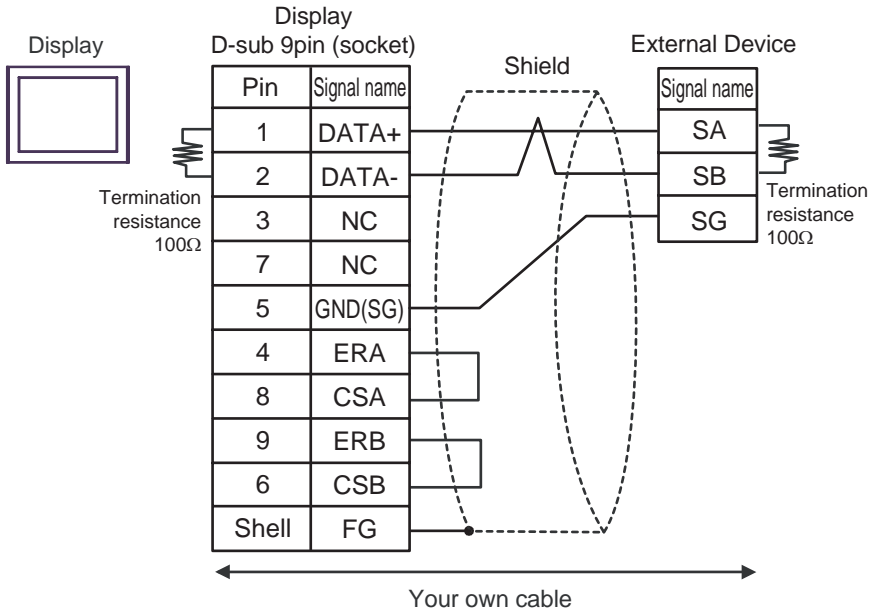 Display
Display
D-sub 9pin (socket)
External Device
Shield
Pin Signal name
1 DATA+
2 DATA-
3 NC
7 NC
5 GND(SG)
4 ERA
8 CSA
9 ERB
6 CSB
Shell FG
Termination
resistance
100Ω
Signal name
SA
SB
SG
Termination
resistance
100Ω
Your own cable